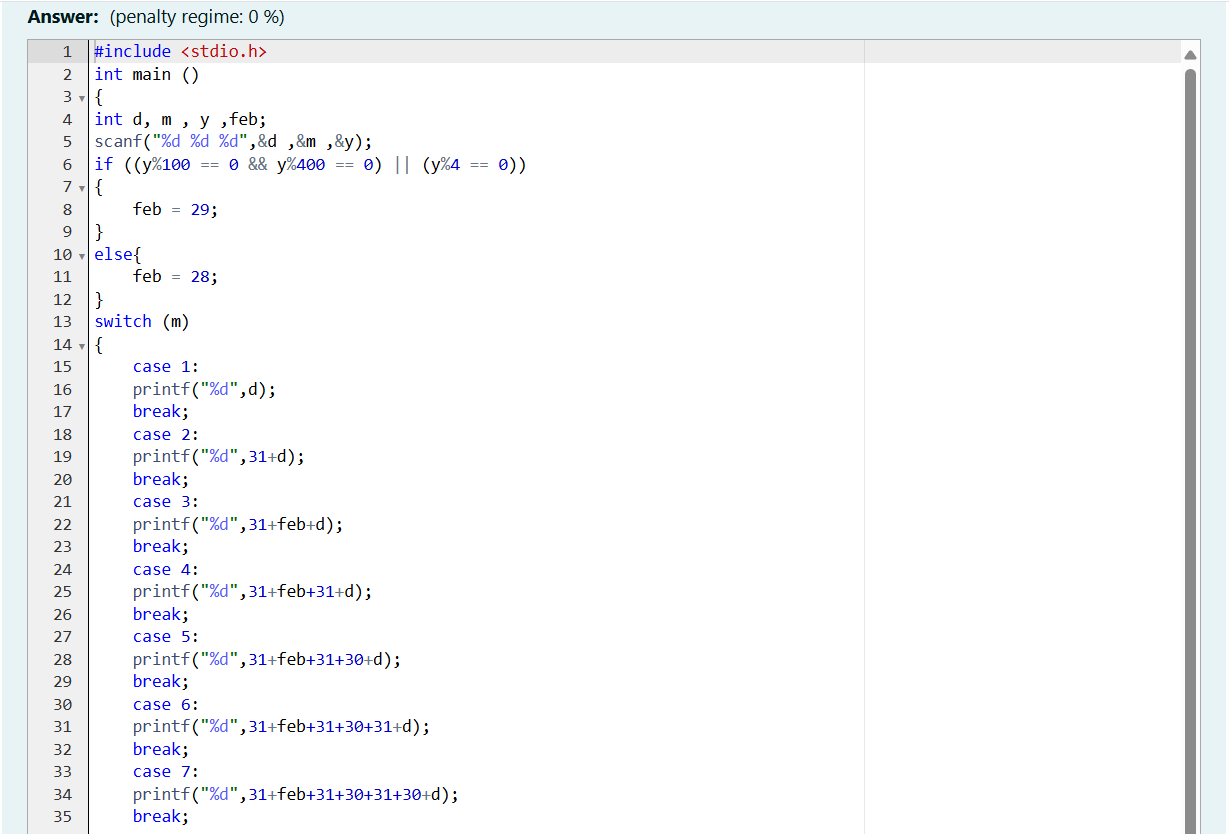 Answer: (penalty regime: 0 %)
1 #include <stdio.h>
2 int main ()
3 {
4 int d, m , y ,feb;
5 scanf("%d %d %d",&d ,&m ,&y);
6 if ((y%100 == 0 && y%400 == 0) || (y%4 == 0))
7 {
8     feb = 29;
9 }
10 else{
11     feb = 28;
12 }
13 switch (m)
14 {
15     case 1:
16     printf("%d",d);
17     break;
18     case 2:
19     printf("%d",31+d);
20     break;
21     case 3:
22     printf("%d",31+feb+d);
23     break;
24     case 4:
25     printf("%d",31+feb+31+d);
26     break;
27     case 5:
28     printf("%d",31+feb+31+30+d);
29     break;
30     case 6:
31     printf("%d",31+feb+31+30+31+d);
32     break;
33     case 7:
34     printf("%d",31+feb+31+30+31+30+d);
35     break;